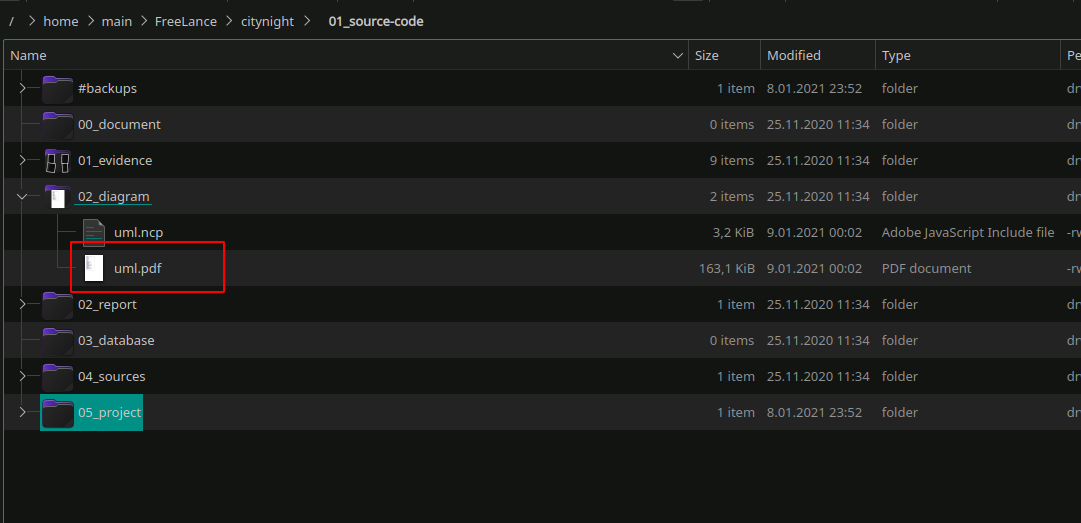 / > home > main > FreeLance > citynight > 01_source-code
Name Size Modified Type Pe
#backups 1 item 8.01.2021 23:52 folder dr
00_document 0 items 25.11.2020 11:34 folder dr
01_evidence 9 items 25.11.2020 11:34 folder dr
02_diagram 2 items 25.11.2020 11:34 folder dr
uml.ncp 3,2 KiB 9.01.2021 00:02 Adobe JavaScript Include file -rv
uml.pdf 163,1 KiB 9.01.2021 00:02 PDF document -rv
02_report 1 item 25.11.2020 11:34 folder dr
03_database 0 items 25.11.2020 11:34 folder dr
04_sources 1 item 25.11.2020 11:34 folder dr
05_project 1 item 8.01.2021 23:52 folder dr